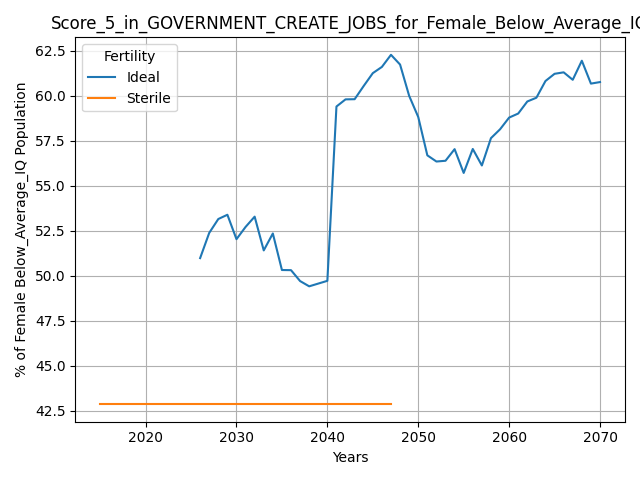 Score_5_in_GOVERNMENT_CREATE_JOBS_for_Female_Below_Average_IQ
Fertility
Ideal
Sterile
% of Female Below_Average_IQ Population
62.5
60.0
57.5
55.0
52.5
50.0
47.5
45.0
42.5
2020 2030 2040 2050 2060 2070
Years